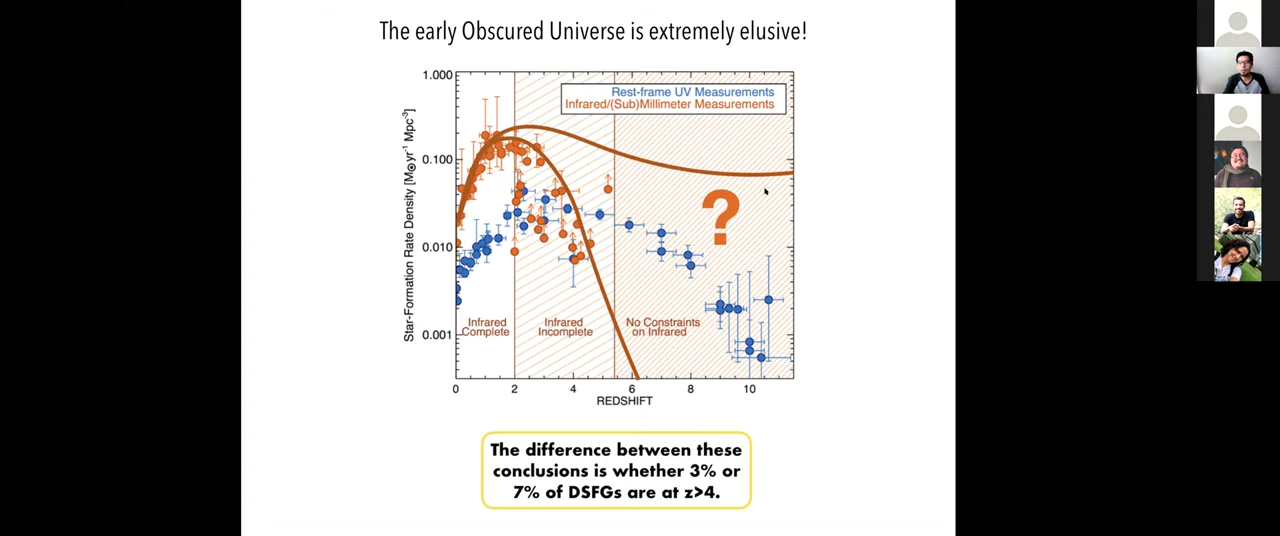 The early Obscured Universe is extremely elusive!
1.000
0.100
0.010
0.001
Star-Formation Rate Density [M⊙yr⁻¹ Mpc⁻³]
Rest-frame UV Measurements
Infrared/(Sub)Millimeter Measurements
?
Infrared
Complete
Infrared
Incomplete
No Constraints
on Infrared
0 2 4 6 8 10
REDSHIFT
The difference between these
conclusions is whether 3% or
7% of DSFGs are at z>4.